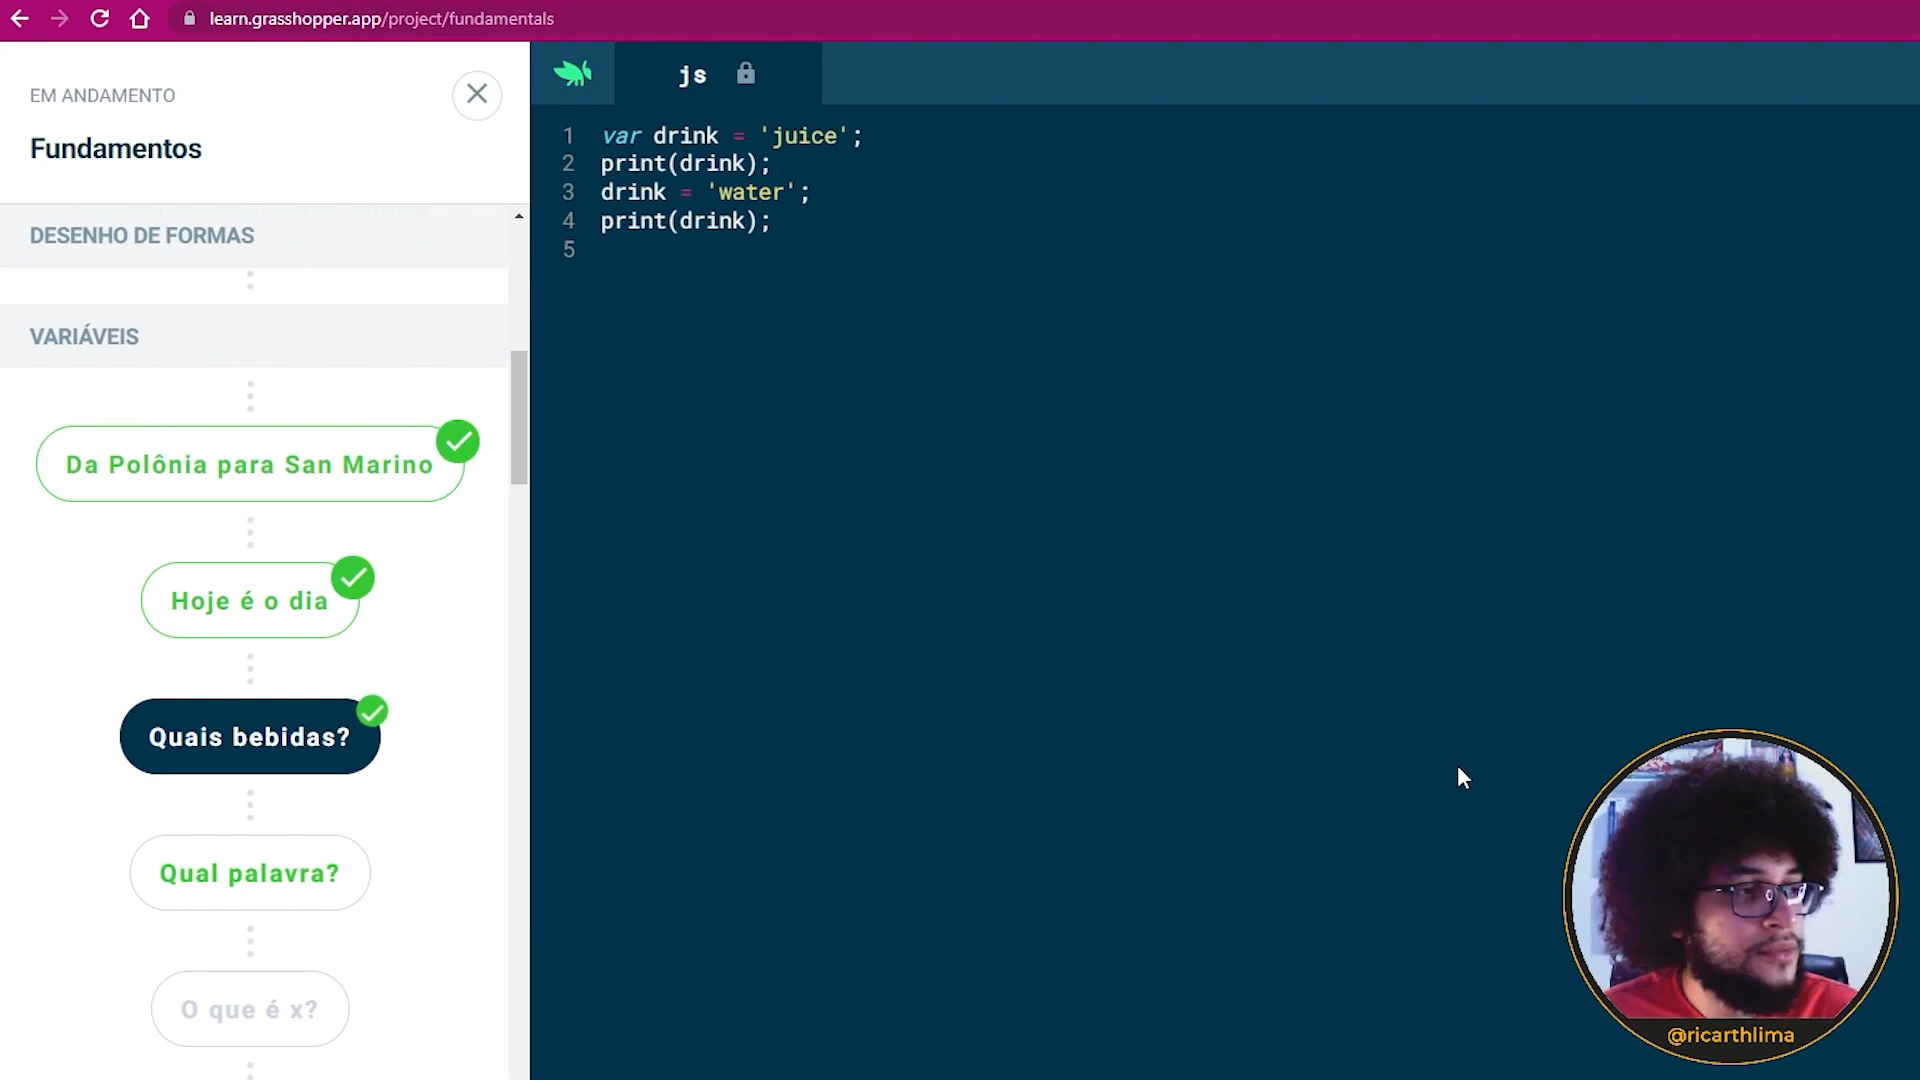 learn.grasshopper.app/project/fundamentals
EM ANDAMENTO
Fundamentos
DESENHO DE FORMAS
VARIÁVEIS
Da Polônia para San Marino
Hoje é o dia
Quais bebidas?
Qual palavra?
O que é x?
js
1 var drink = 'juice';
2 print(drink);
3 drink = 'water';
4 print(drink);
5
@ricarthlima